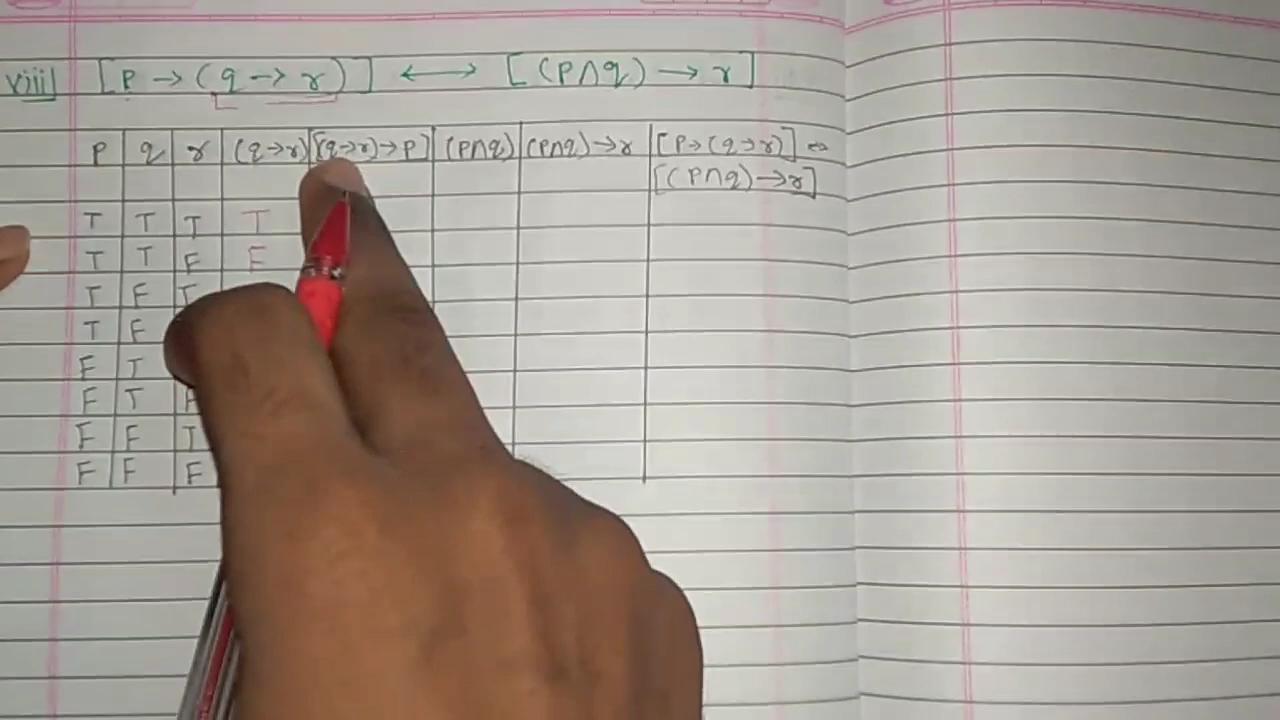 viii] [P → (q → r)] ↔ [(P∩q) → r]
P q r (q→r) [(q→r)→P] (P∩q) (P∩q)→r [P→(q→r)] ⇔
[(P∩q)→r]
T T T T
T T F F
T F T
T F
F T
F T F
F F T
F F F